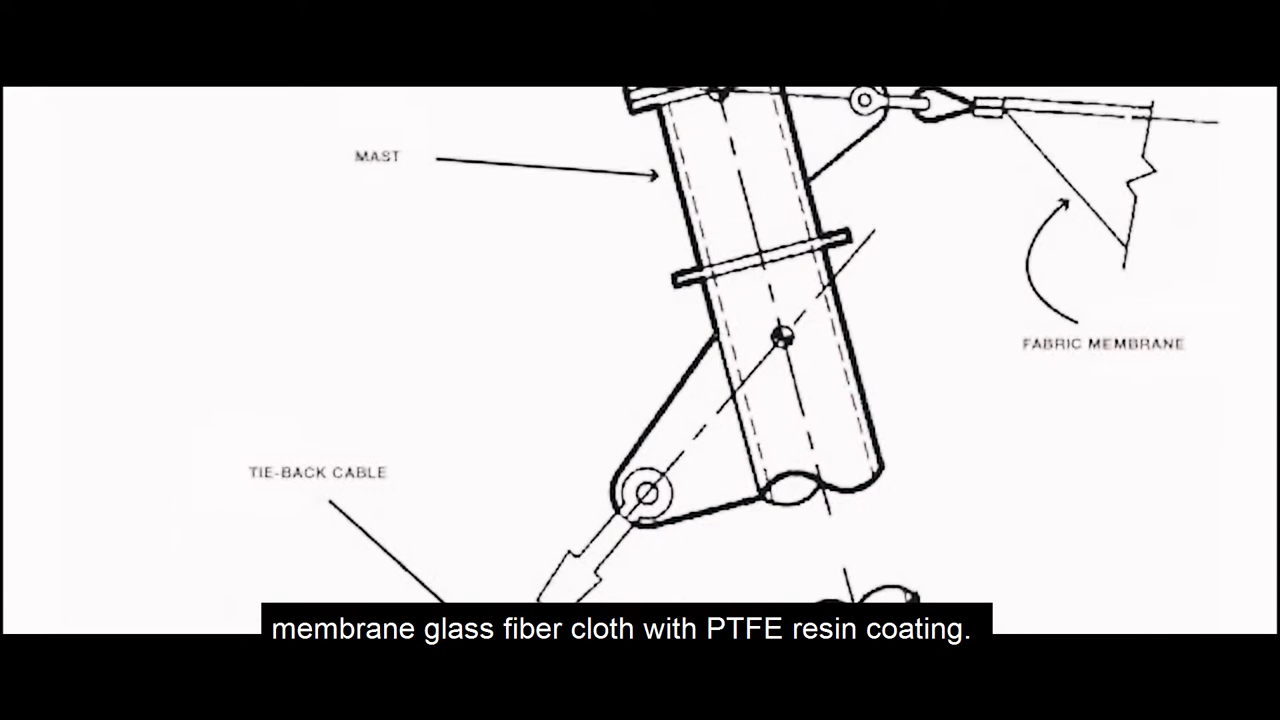 MAST
FABRIC MEMBRANE
TIE-BACK CABLE
membrane glass fiber cloth with PTFE resin coating.